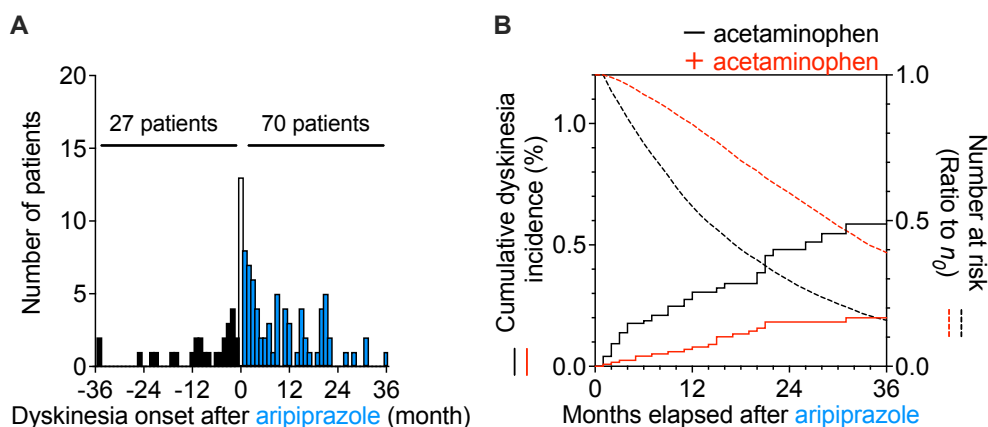 A
20
15
10
5
0
Number of patients
27 patients
70 patients
-36 -24 -12 0 12 24 36
Dyskinesia onset after aripiprazole (month)
B
— acetaminophen
+ acetaminophen
Cumulative dyskinesia
incidence (%)
1.0
0.5
0.0
1.0
0.5
0.0
Number at risk
(Ratio to n0)
0 12 24 36
Months elapsed after aripiprazole